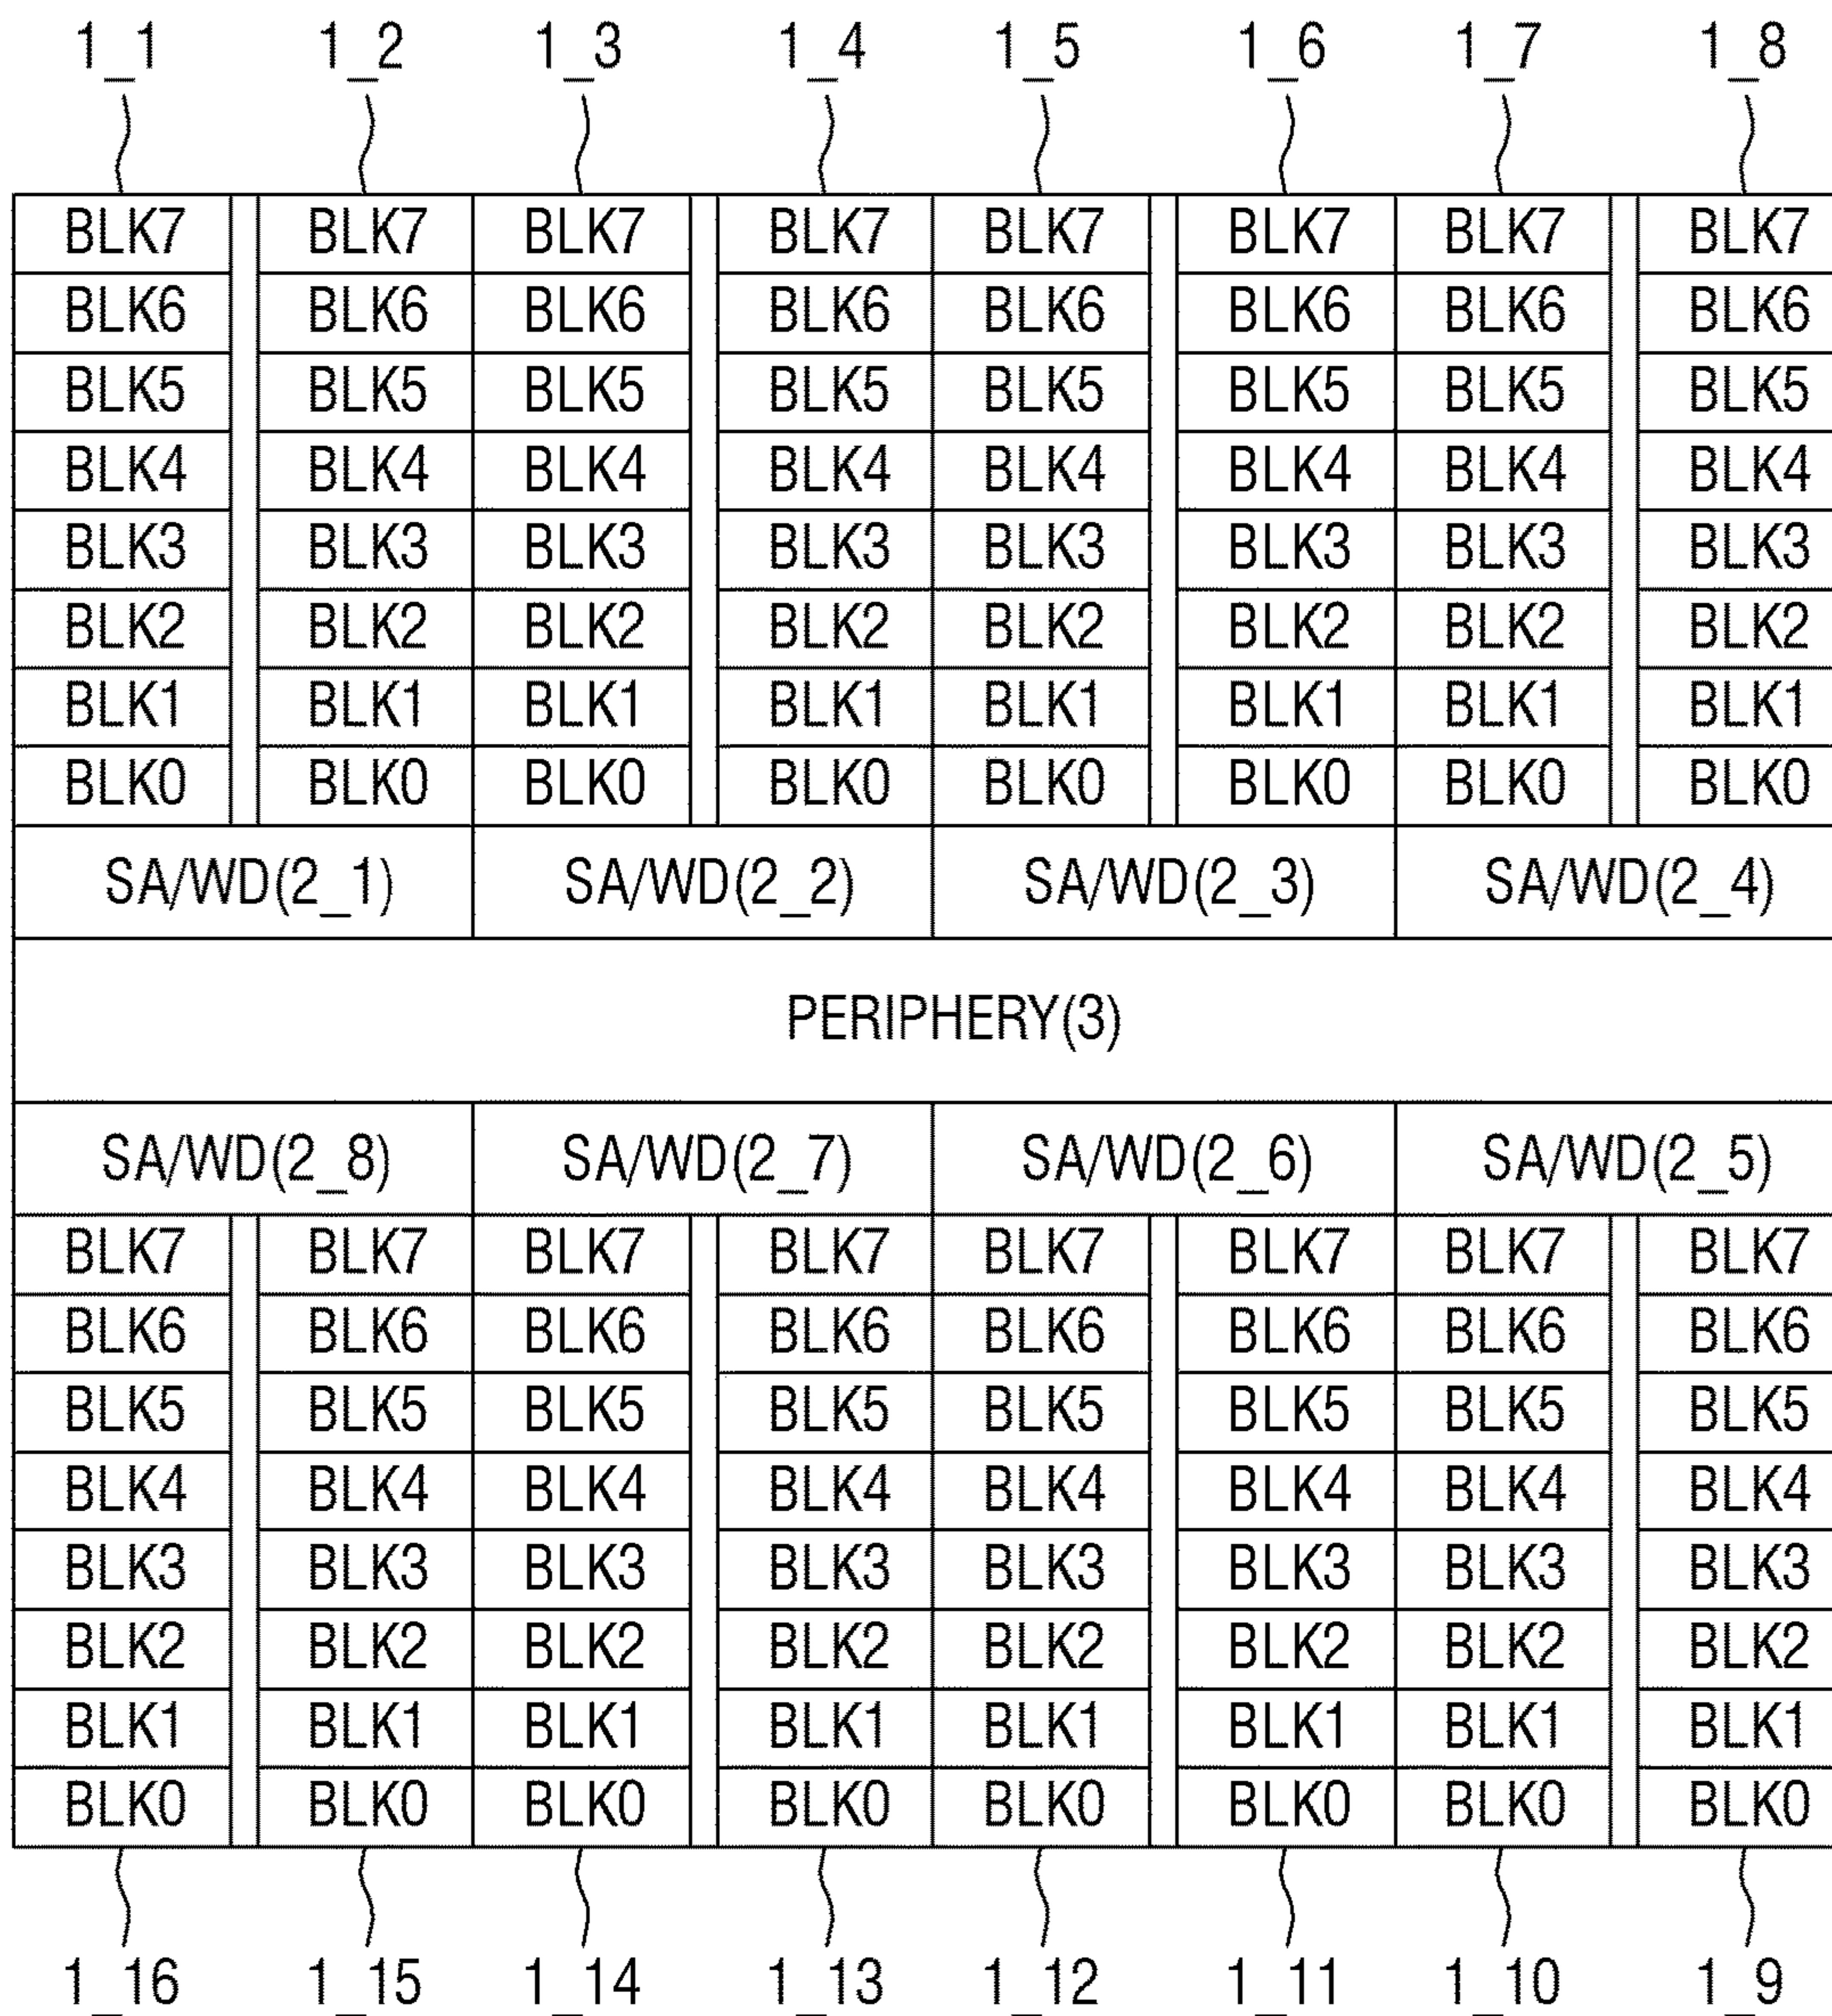 1_1 1_2 1_3 1_4 1_5 1_6 1_7 1_8
BLK7 BLK7 BLK7 BLK7 BLK7 BLK7 BLK7 BLK7
BLK6 BLK6 BLK6 BLK6 BLK6 BLK6 BLK6 BLK6
BLK5 BLK5 BLK5 BLK5 BLK5 BLK5 BLK5 BLK5
BLK4 BLK4 BLK4 BLK4 BLK4 BLK4 BLK4 BLK4
BLK3 BLK3 BLK3 BLK3 BLK3 BLK3 BLK3 BLK3
BLK2 BLK2 BLK2 BLK2 BLK2 BLK2 BLK2 BLK2
BLK1 BLK1 BLK1 BLK1 BLK1 BLK1 BLK1 BLK1
BLK0 BLK0 BLK0 BLK0 BLK0 BLK0 BLK0 BLK0
SA/WD(2_1) SA/WD(2_2) SA/WD(2_3) SA/WD(2_4)
PERIPHERY(3)
SA/WD(2_8) SA/WD(2_7) SA/WD(2_6) SA/WD(2_5)
BLK7 BLK7 BLK7 BLK7 BLK7 BLK7 BLK7 BLK7
BLK6 BLK6 BLK6 BLK6 BLK6 BLK6 BLK6 BLK6
BLK5 BLK5 BLK5 BLK5 BLK5 BLK5 BLK5 BLK5
BLK4 BLK4 BLK4 BLK4 BLK4 BLK4 BLK4 BLK4
BLK3 BLK3 BLK3 BLK3 BLK3 BLK3 BLK3 BLK3
BLK2 BLK2 BLK2 BLK2 BLK2 BLK2 BLK2 BLK2
BLK1 BLK1 BLK1 BLK1 BLK1 BLK1 BLK1 BLK1
BLK0 BLK0 BLK0 BLK0 BLK0 BLK0 BLK0 BLK0
1_16 1_15 1_14 1_13 1_12 1_11 1_10 1_9